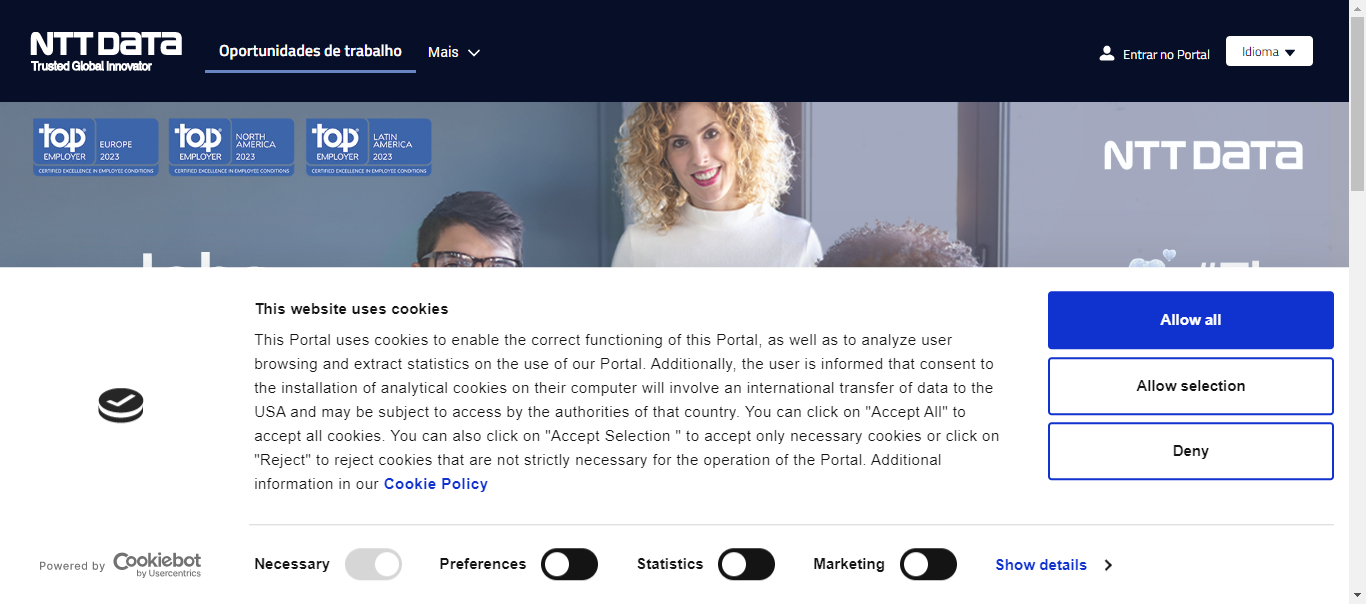 NTT DATA
Trusted Global Innovator
Oportunidades de trabalho
Mais
Entrar no Portal
Idioma
top EMPLOYER EUROPE 2023
CERTIFIED EXCELLENCE IN EMPLOYEE CONDITIONS
top EMPLOYER NORTH AMERICA 2023
CERTIFIED EXCELLENCE IN EMPLOYEE CONDITIONS
top EMPLOYER LATIN AMERICA 2023
CERTIFIED EXCELLENCE IN EMPLOYEE CONDITIONS
NTT DATA
This website uses cookies
This Portal uses cookies to enable the correct functioning of this Portal, as well as to analyze user
browsing and extract statistics on the use of our Portal. Additionally, the user is informed that consent to
the installation of analytical cookies on their computer will involve an international transfer of data to the
USA and may be subject to access by the authorities of that country. You can click on "Accept All" to
accept all cookies. You can also click on "Accept Selection " to accept only necessary cookies or click on
"Reject" to reject cookies that are not strictly necessary for the operation of the Portal. Additional
information in our Cookie Policy
Allow all
Allow selection
Deny
Powered by Cookiebot
by Usercentrics
Necessary
Preferences
Statistics
Marketing
Show details